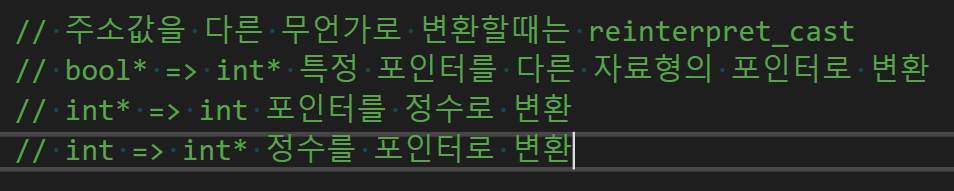 // 주소값을 다른 무언가로 변환할때는 reinterpret_cast
// bool* => int* 특정 포인터를 다른 자료형의 포인터로 변환
// int* => int 포인터를 정수로 변환
// int => int* 정수를 포인터로 변환